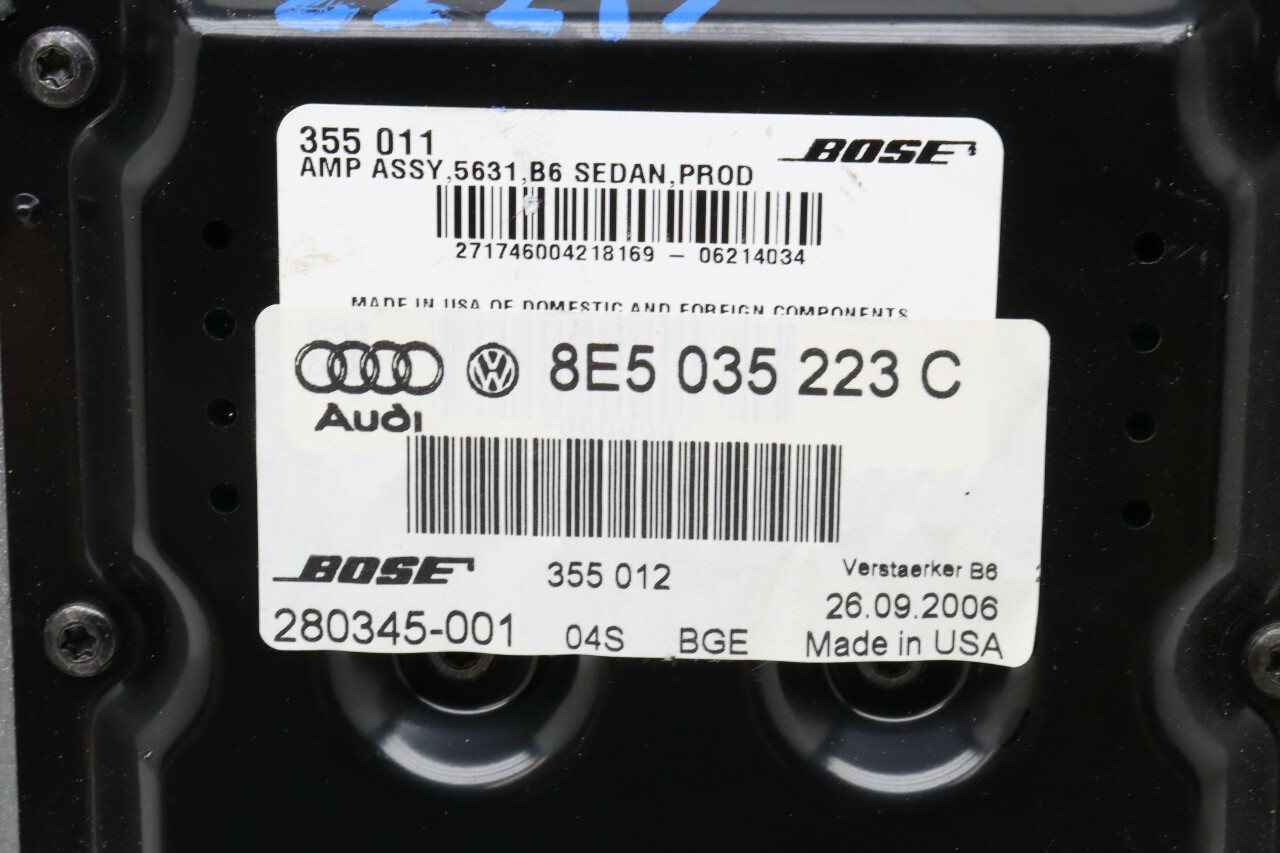 355 011
BOSE
AMP ASSY,5631,B6 SEDAN,PROD
271746004218169 – 06214034
MADE IN USA OF DOMESTIC AND FOREIGN COMPONENTS
8E5 035 223 C
Audi
BOSE
355 012
Verstaerker B6
26.09.2006
280345-001 04S BGE Made in USA